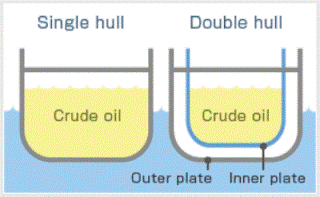 Single hull
Double hull
Crude oil
Crude oil
Outer plate
Inner plate